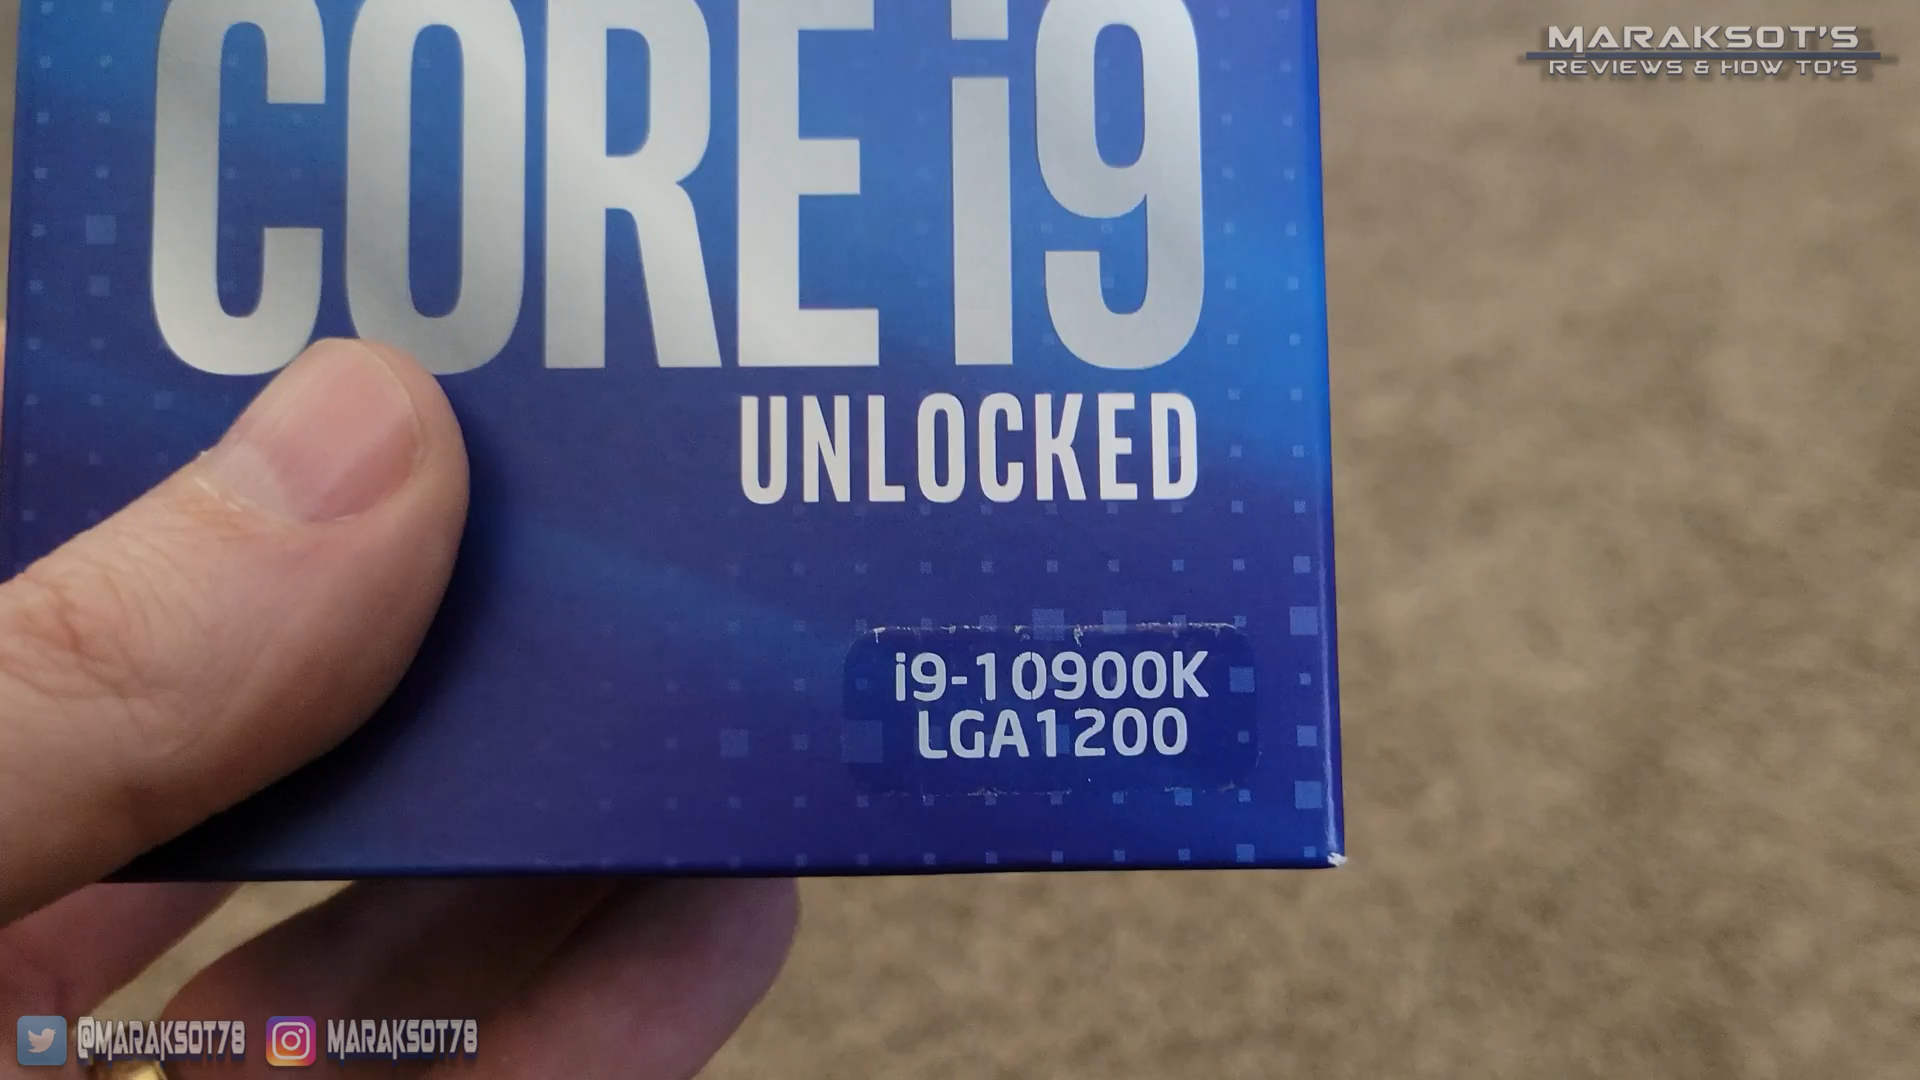 MARAKSOT'S
REVIEWS & HOW TO'S
CORE i9
UNLOCKED
i9-10900K
LGA1200
@MARAKSOT78
MARAKSOT78